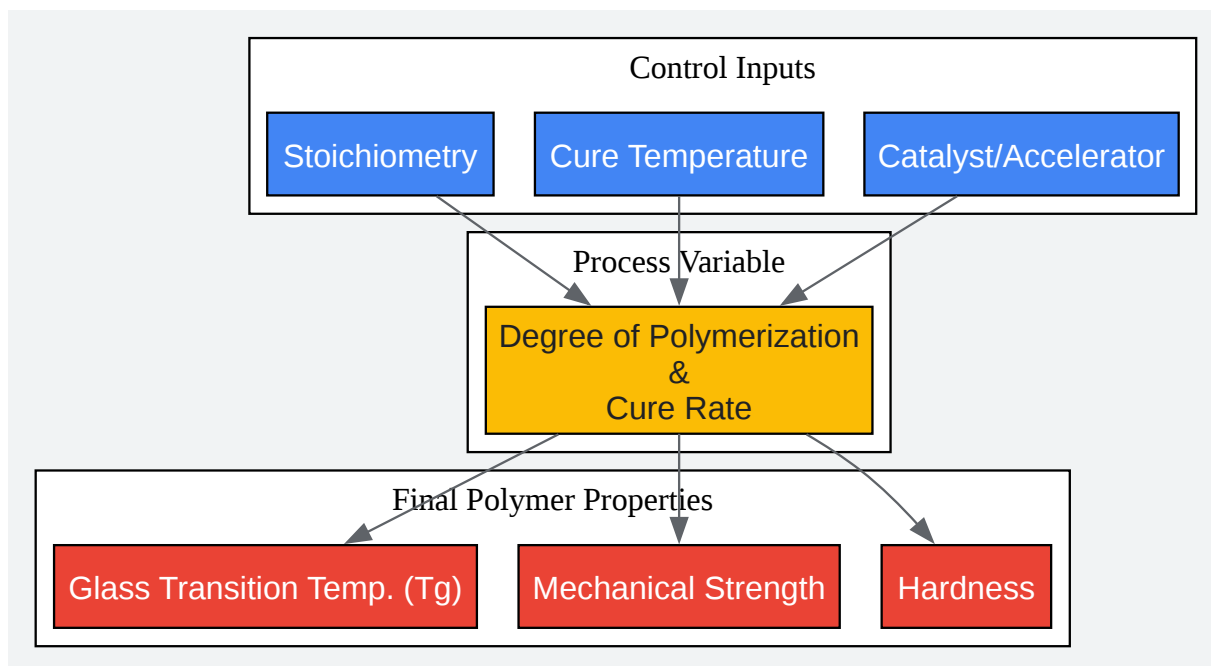 Control Inputs
Stoichiometry
Cure Temperature
Catalyst/Accelerator
Process Variable
Degree of Polymerization
&
Cure Rate
Final Polymer Properties
Glass Transition Temp. (Tg)
Mechanical Strength
Hardness